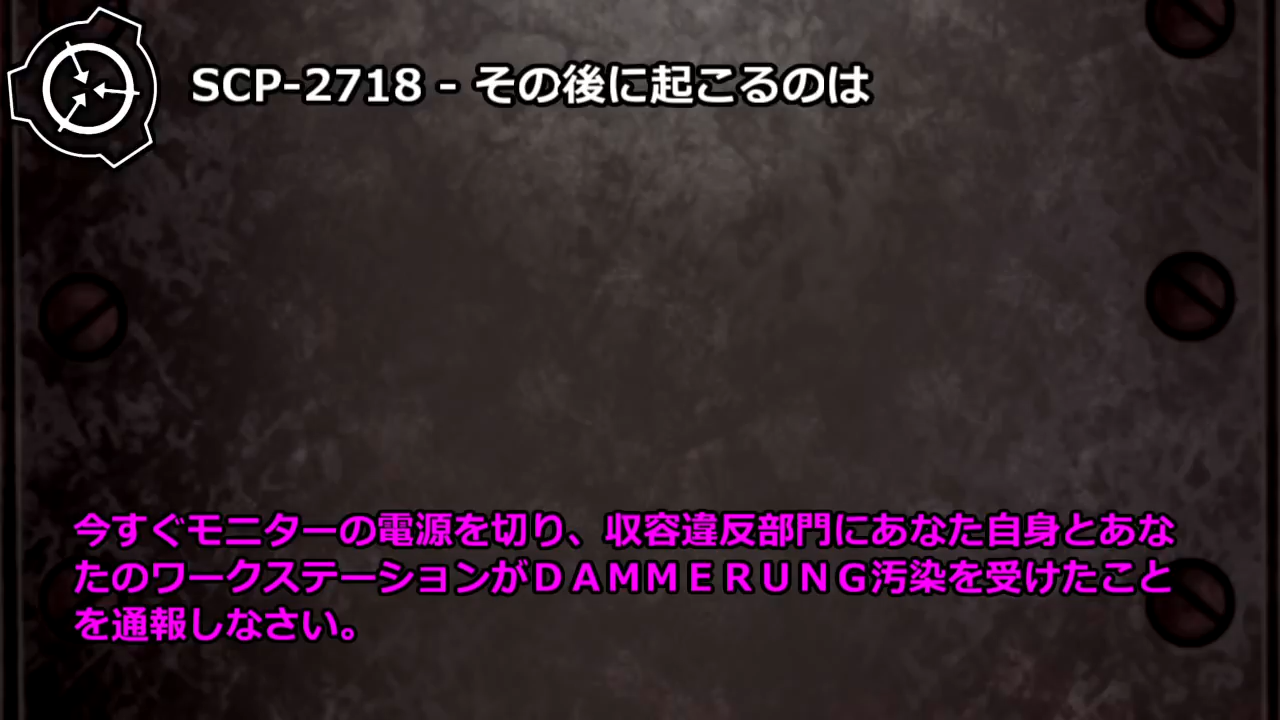 SCP-2718 - その後に起こるのは
今すぐモニターの電源を切り、収容違反部門にあなた自身とあな
たのワークステーションがＤＡＭＭＥＲＵＮＧ汚染を受けたこと
を通報しなさい。